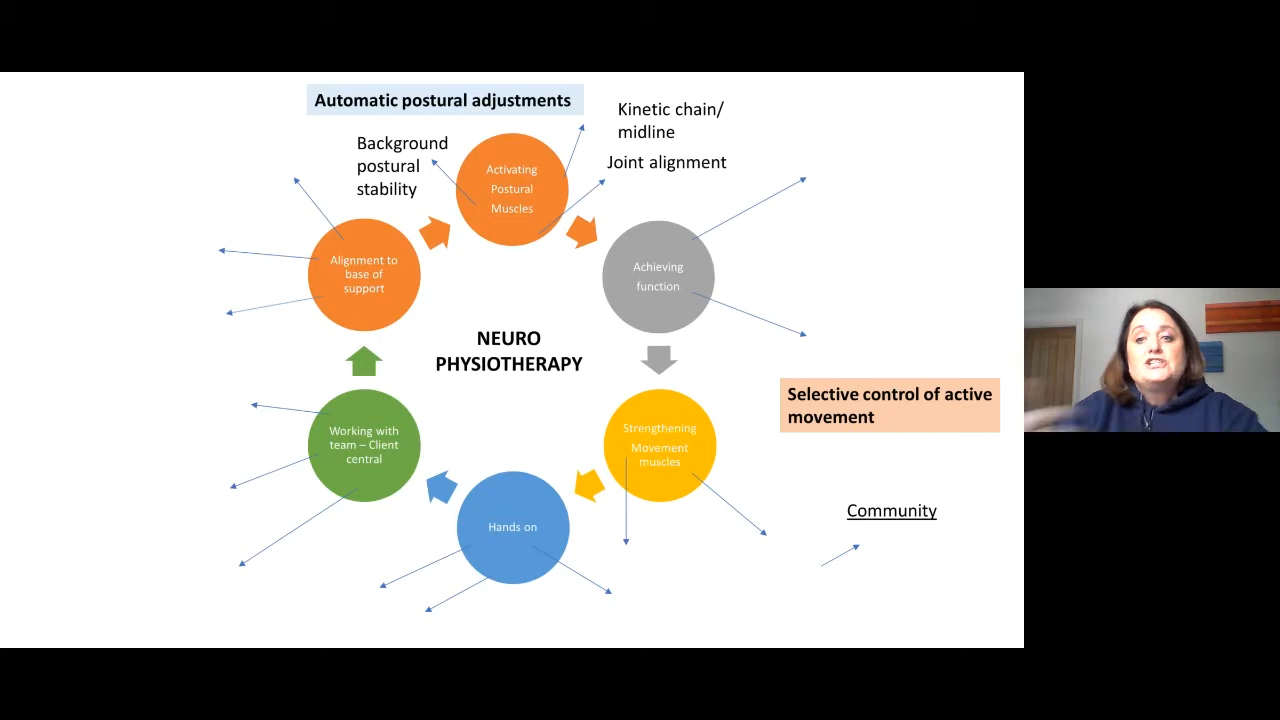 Automatic postural adjustments
Kinetic chain/
midline
Joint alignment
Background
postural
stability
Activating
Postural
Muscles
Alignment to
base of
support
Achieving
function
NEURO
PHYSIOTHERAPY
Selective control of active
movement
Working with
team – Client
central
Strengthening
Movement
muscles
Hands on
Community